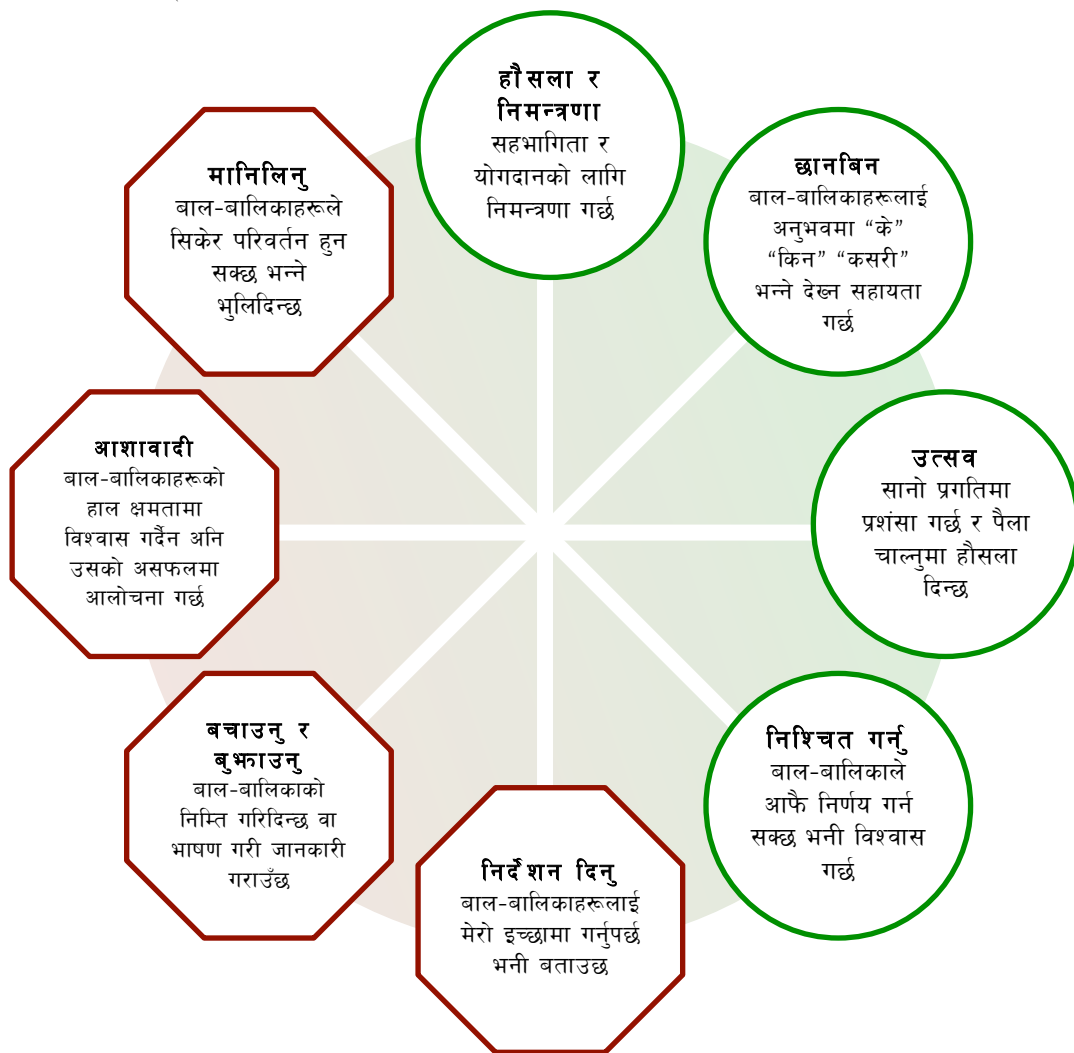 हौसला र
निमन्त्रणा
सहभागिता र
योगदानको लागि
निमन्त्रणा गर्छ
छानबिन
बाल-बालिकाहरूलाई
अनुभवमा “के”
“किन” “कसरी”
भन्ने देख्न सहायता
गर्छ
उत्सव
सानो प्रगतिमा
प्रशंसा गर्छ र पैला
चाल्नुमा हौसला
दिन्छ
निश्चित गर्नु
बाल-बालिकाले
आफै निर्णय गर्न
सक्छ भनी विश्वास
गर्छ
निर्देशन दिनु
बाल-बालिकाहरूलाई
मेरो इच्छामा गर्नुपर्छ
भनी बताउछ
बचाउनु र
बुझाउनु
बाल-बालिकाको
निम्ति गरिदिन्छ वा
भाषण गरी जानकारी
गराउँछ
आशावादी
बाल-बालिकाहरूको
हाल क्षमतामा
विश्वास गर्दैन अनि
उसको असफलमा
आलोचना गर्छ
मानिलिनु
बाल-बालिकाहरूले
सिकेर परिवर्तन हुन
सक्छ भन्ने
भुलिदिन्छ